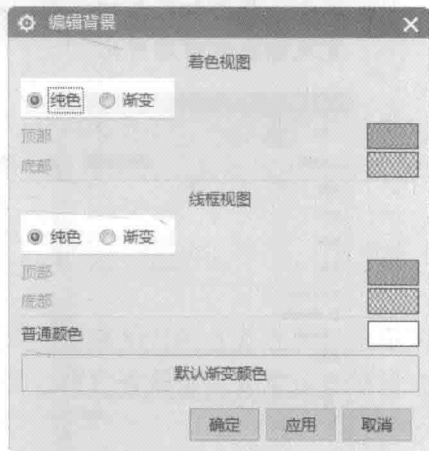 编辑背景
着色视图
纯色 渐变
顶部
底部
线框视图
纯色 渐变
顶部
底部
普通颜色
默认渐变颜色
确定 应用 取消